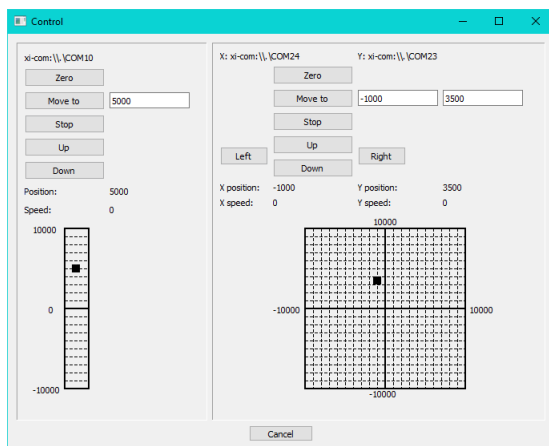 Control
xi-com:\\.\COM10
Zero
Move to 5000
Stop
Up
Down
Position: 5000
Speed: 0
10000
0
-10000
X: xi-com:\\.\COM24 Y: xi-com:\\.\COM23
Zero
Move to -1000 3500
Stop
Up
Left Right
Down
X position: -1000 Y position: 3500
X speed: 0 Y speed: 0
10000
-10000 10000
-10000
Cancel